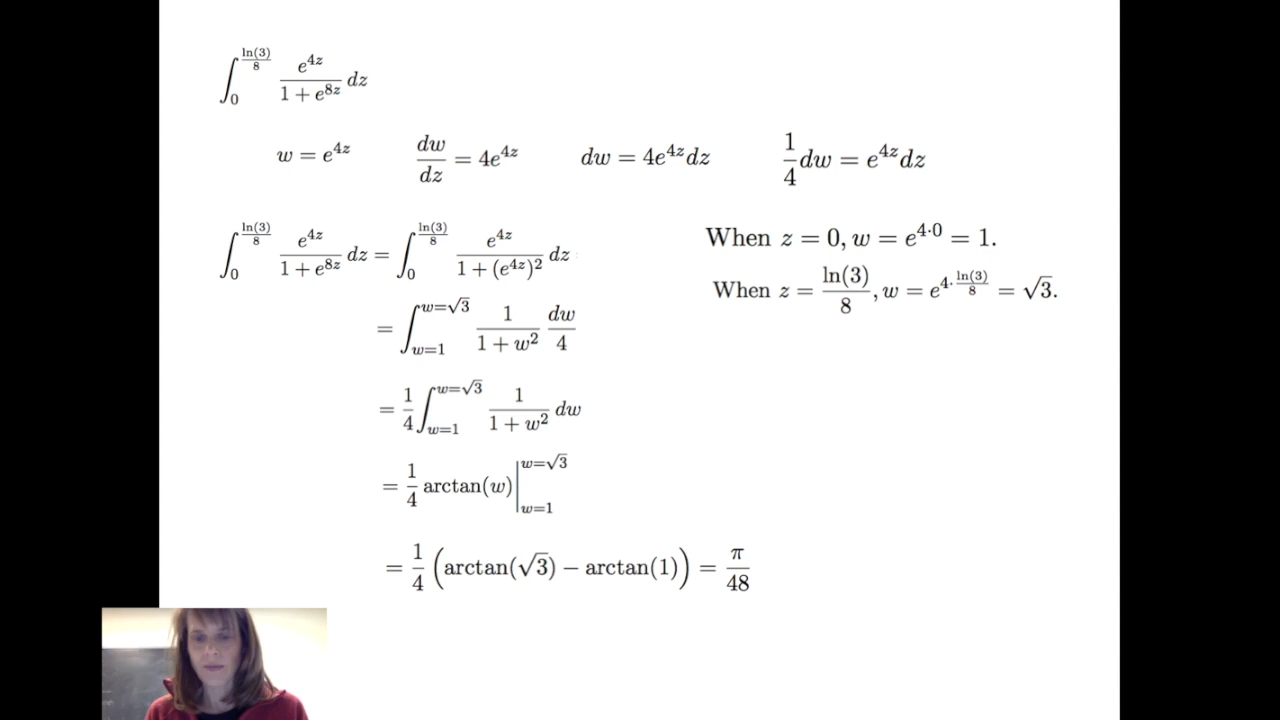 ∫_0^{ln(3)/8} e^{4z}/(1 + e^{8z}) dz
w = e^{4z} dw/dz = 4e^{4z} dw = 4e^{4z}dz 1/4 dw = e^{4z}dz
∫_0^{ln(3)/8} e^{4z}/(1 + e^{8z}) dz = ∫_0^{ln(3)/8} e^{4z}/(1 + (e^{4z})^2) dz
When z = 0, w = e^{4·0} = 1.
When z = ln(3)/8, w = e^{4·ln(3)/8} = √3.
= ∫_{w=1}^{w=√3} 1/(1 + w^2) dw/4
= 1/4 ∫_{w=1}^{w=√3} 1/(1 + w^2) dw
= 1/4 arctan(w)|_{w=1}^{w=√3}
= 1/4 (arctan(√3) − arctan(1)) = π/48